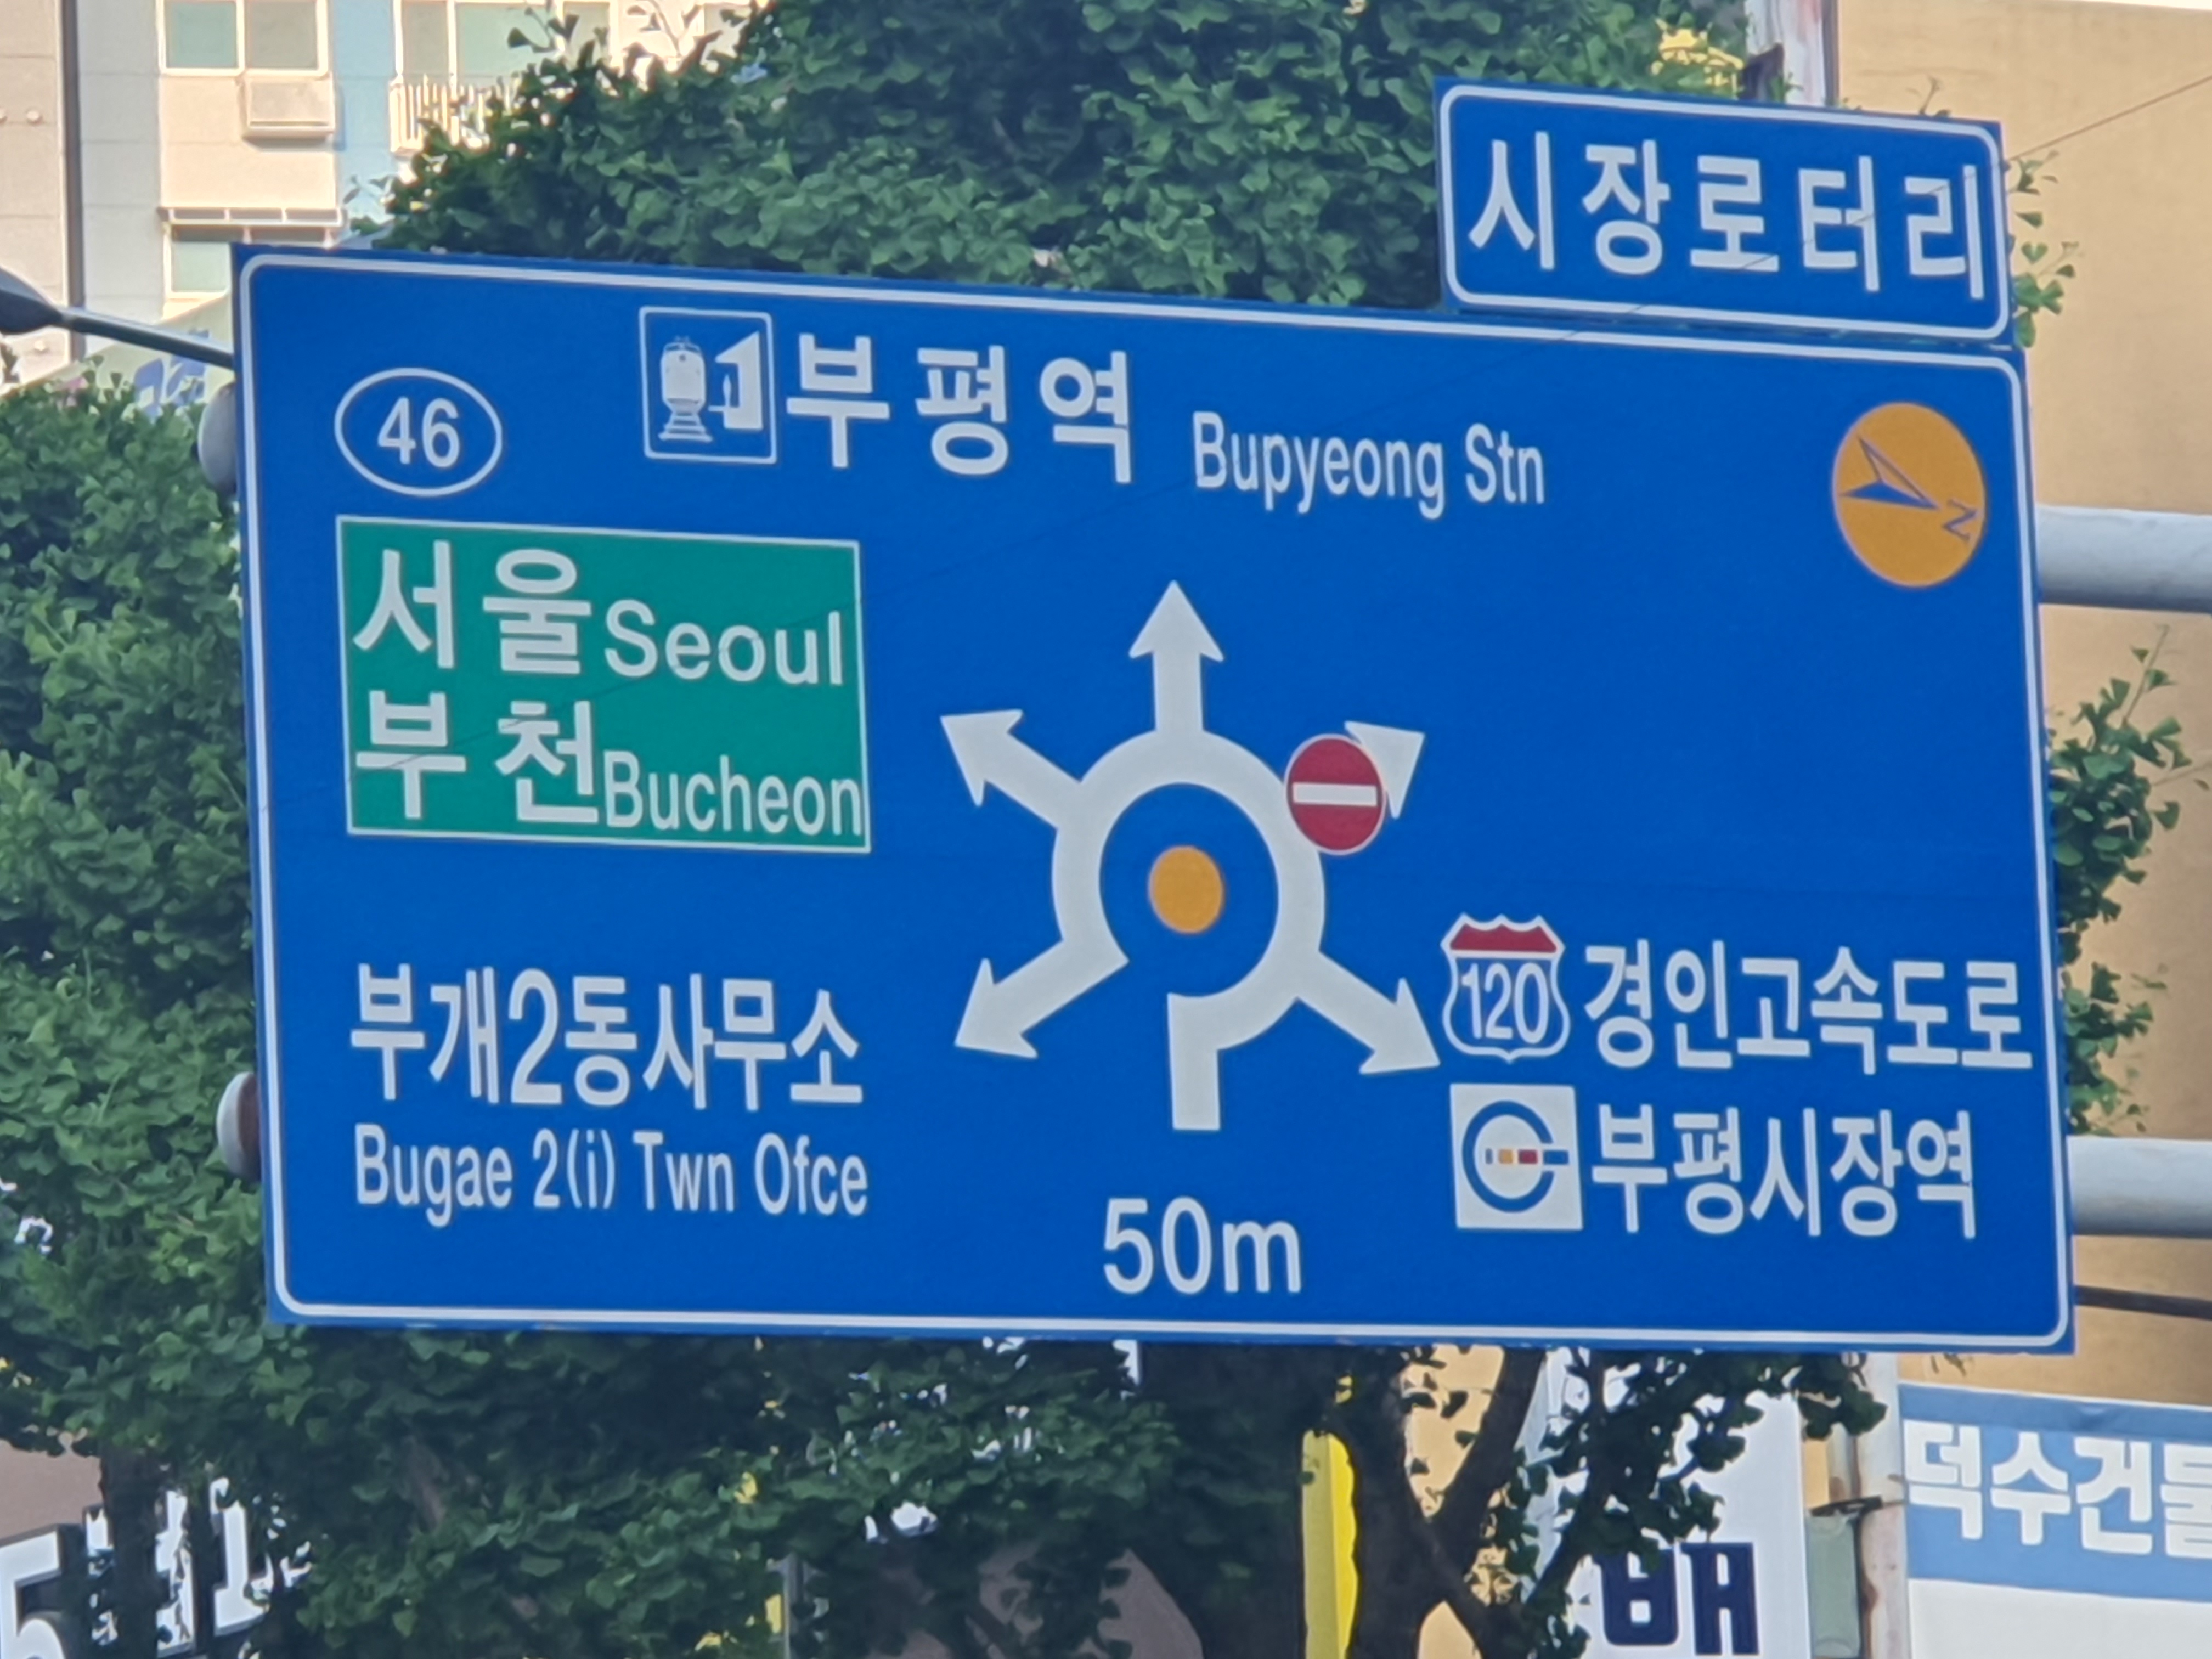 시장로터리
46
부평역 Bupyeong Stn
N
서울 Seoul
부천 Bucheon
120 경인고속도로
부개2동사무소
부평시장역
Bugae 2(i) Twn Ofce
50m
덕수건물
배